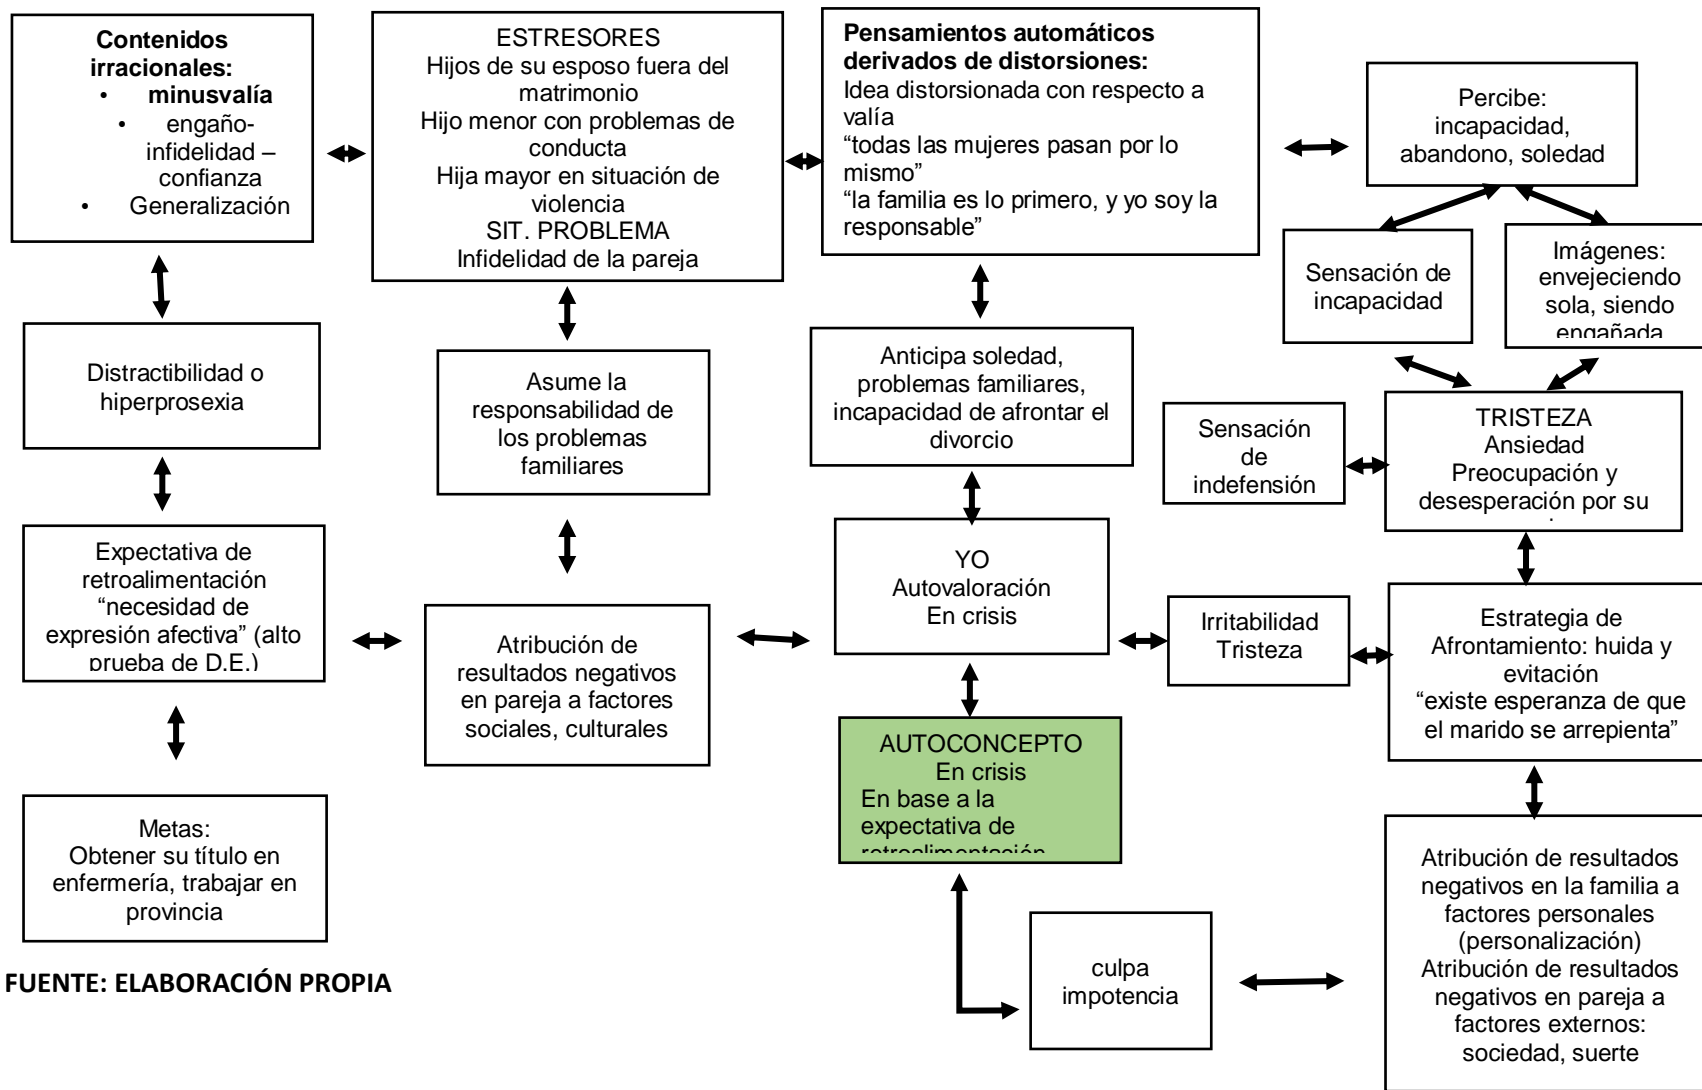 Contenidos
irracionales:
• minusvalía
• engaño-
infidelidad –
confianza
• Generalización
ESTRESORES
Hijos de su esposo fuera del
matrimonio
Hijo menor con problemas de
conducta
Hija mayor en situación de
violencia
SIT. PROBLEMA
Infidelidad de la pareja
Pensamientos automáticos
derivados de distorsiones:
Idea distorsionada con respecto a
valía
“todas las mujeres pasan por lo
mismo”
“la familia es lo primero, y yo soy la
responsable”
Percibe:
incapacidad,
abandono, soledad
Sensación de
incapacidad
Imágenes:
envejeciendo
sola, siendo
engañada
Distractibilidad o
hiperprosexia
Asume la
responsabilidad de
los problemas
familiares
Anticipa soledad,
problemas familiares,
incapacidad de afrontar el
divorcio
Sensación
de
indefensión
TRISTEZA
Ansiedad
Preocupación y
desesperación por su
Expectativa de
retroalimentación
“necesidad de
expresión afectiva” (alto
prueba de D.E.)
Atribución de
resultados negativos
en pareja a factores
sociales, culturales
YO
Autovaloración
En crisis
Irritabilidad
Tristeza
Estrategia de
Afrontamiento: huida y
evitación
“existe esperanza de que
el marido se arrepienta”
AUTOCONCEPTO
En crisis
En base a la
expectativa de
retroalimentación
Metas:
Obtener su título en
enfermería, trabajar en
provincia
culpa
impotencia
Atribución de resultados
negativos en la familia a
factores personales
(personalización)
Atribución de resultados
negativos en pareja a
factores externos:
sociedad, suerte
FUENTE: ELABORACIÓN PROPIA